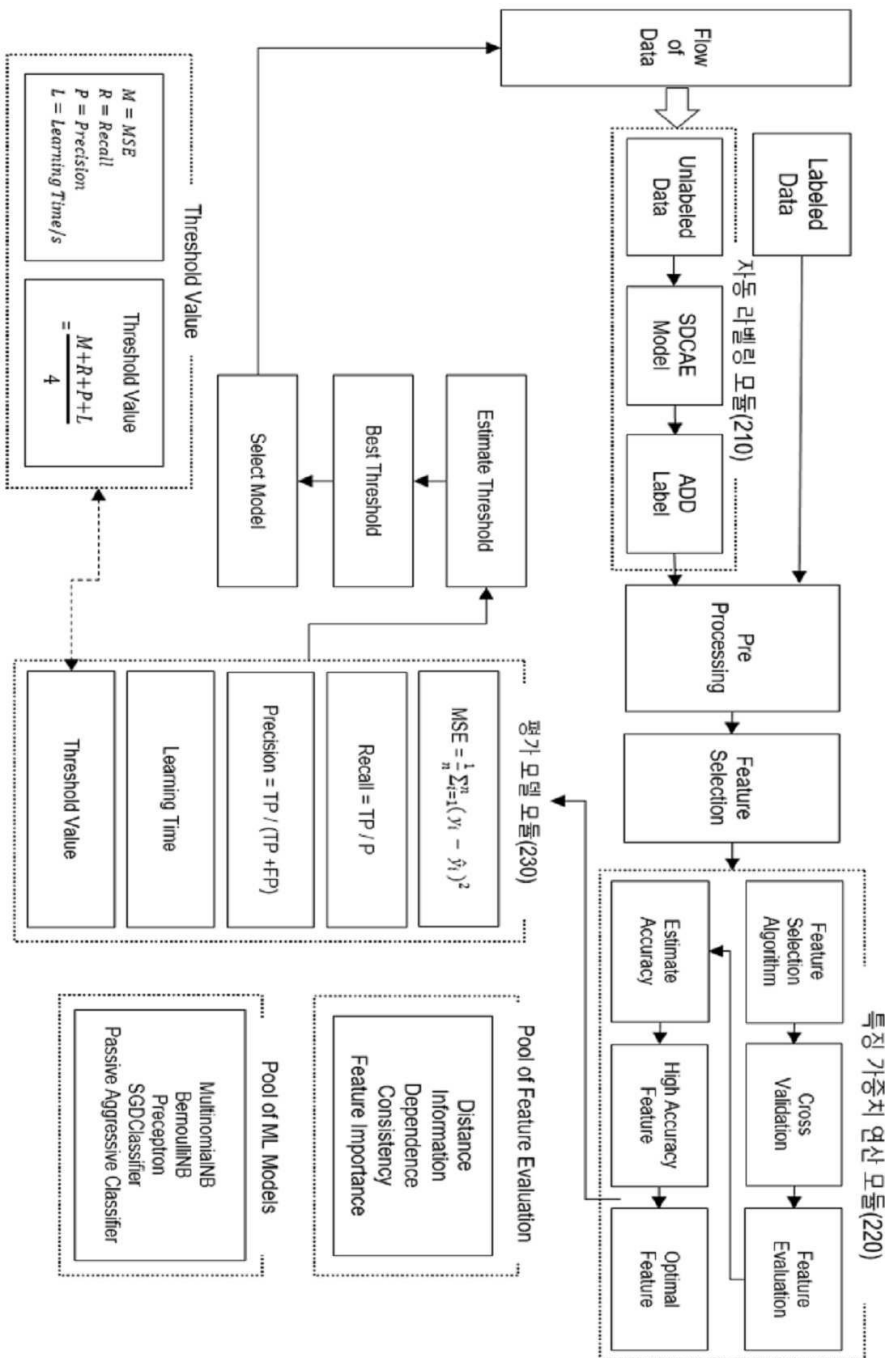 Flow
of
Data
Labeled
Data
Unlabeled
Data
SDCAE
Model
ADD
Label
자동 라벨링 모듈(210)
Pre
Processing
Feature
Selection
특징 가중치 연산 모듈(220)
Feature
Selection
Algorithm
Cross
Validation
Feature
Evaluation
Estimate
Accuracy
High Accuracy
Feature
Optimal
Feature
Estimate Threshold
Best Threshold
Select Model
평가 모델 모듈(230)
MSE = 1/n ∑ⁿᵢ₌₁(yᵢ − ŷᵢ)²
Recall = TP / P
Precision = TP / (TP +FP)
Learning Time
Threshold Value
Pool of Feature Evaluation
Distance
Information
Dependence
Consistency
Feature Importance
Pool of ML Models
MultinomialNB
BernoulliNB
Preceptron
SGDClassifier
Passive Aggressive Classifier
Threshold Value
M = MSE
R = Recall
P = Precision
L = Learning Time/s
Threshold Value
= M+R+P+L
4